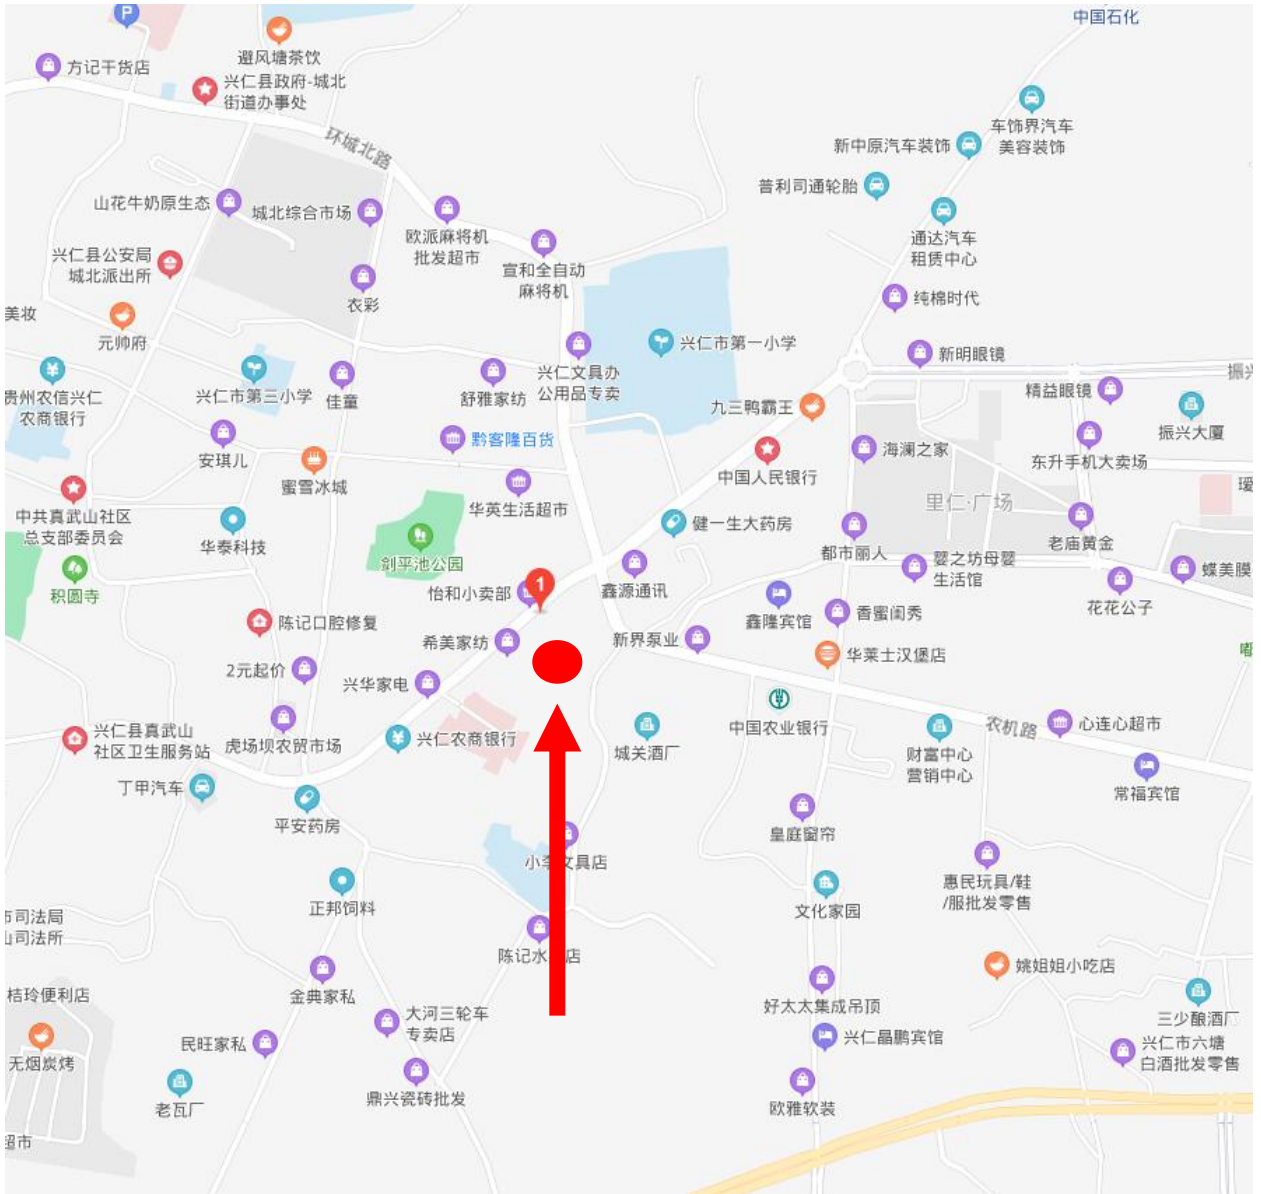 P
中国石化
避风塘茶饮
方记干货店
兴仁县政府-城北
街道办事处
车饰界汽车
美容装饰
环城北路
新中原汽车装饰
普利司通轮胎
山花牛奶原生态
城北综合市场
欧派麻将机
批发超市
通达汽车
租赁中心
兴仁县公安局
城北派出所
宣和全自动
麻将机
衣彩
纯棉时代
美妆
元帅府
兴仁市第一小学
新明眼镜
兴仁文具办
公用品专卖
振兴
贵州农信兴仁
农商银行
兴仁市第三小学
佳童
舒雅家纺
精益眼镜
九三鸭霸王
振兴大厦
黔客隆百货
海澜之家
安琪儿
东升手机大卖场
中国人民银行
蜜雪冰城
瑷
里仁·广场
华英生活超市
中共真武山社区
总支部委员会
健一生大药房
华泰科技
都市丽人
老庙黄金
剑平池公园
婴之坊母婴
生活馆
蝶美膜
1
怡和小卖部
鑫源通讯
积圆寺
花花公子
陈记口腔修复
鑫隆宾馆
香蜜闺秀
希美家纺
新界泵业
嘟
华莱士汉堡店
2元起价
兴华家电
中国农业银行
农机路
心连心超市
兴仁县真武山
社区卫生服务站
虎场坝农贸市场
兴仁农商银行
城关酒厂
财富中心
营销中心
丁甲汽车
常福宾馆
平安药房
皇庭窗帘
小李文具店
惠民玩具/鞋
/服批发零售
正邦饲料
文化家园
市司法局
山司法所
陈记水 店
姚姐姐小吃店
桔玲便利店
金典家私
好太太集成吊顶
大河三轮车
专卖店
三少酿酒厂
民旺家私
兴仁晶鹏宾馆
兴仁市六塘
白酒批发零售
无烟炭烤
鼎兴瓷砖批发
老瓦厂
欧雅软装
超市